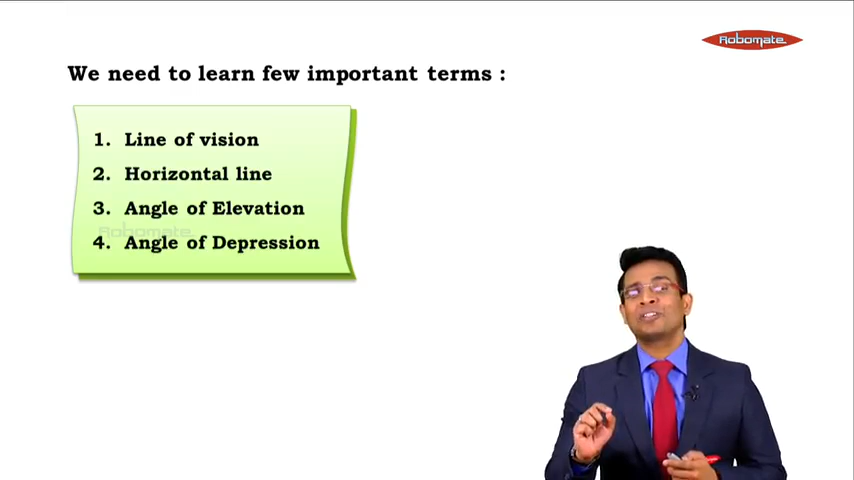 Robomate
We need to learn few important terms :
1. Line of vision
2. Horizontal line
3. Angle of Elevation
Robomate
4. Angle of Depression